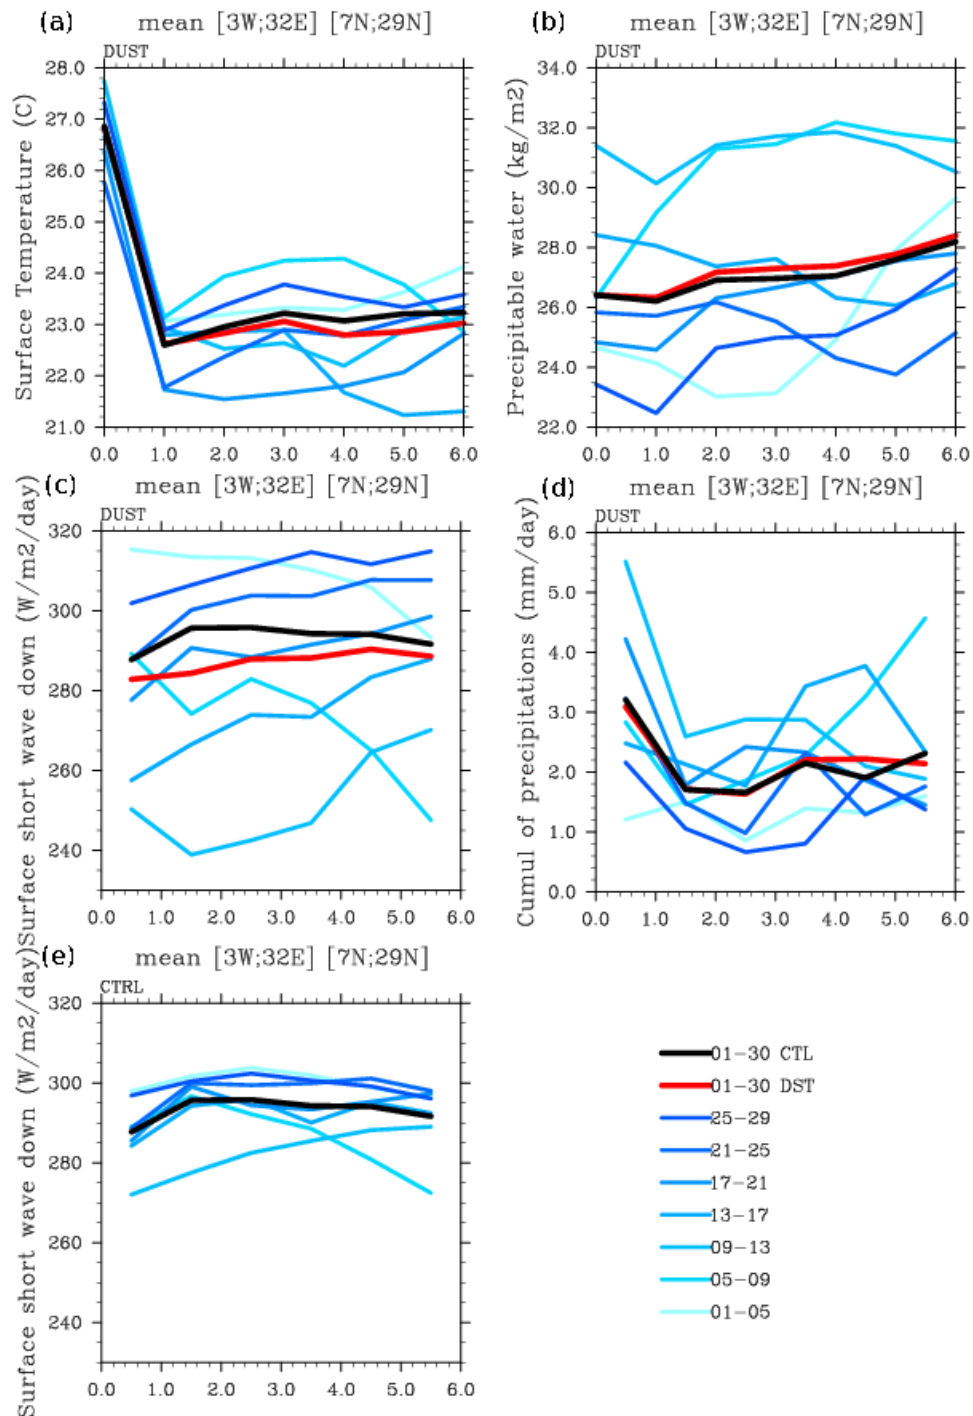 (a) mean [3W;32E] [7N;29N]
DUST
Surface Temperature (C)
28.0
27.0
26.0
25.0
24.0
23.0
22.0
21.0
0.0 1.0 2.0 3.0 4.0 5.0 6.0
(b) mean [3W;32E] [7N;29N]
DUST
Precipitable water (kg/m2)
34.0
32.0
30.0
28.0
26.0
24.0
22.0
0.0 1.0 2.0 3.0 4.0 5.0 6.0
(c) mean [3W;32E] [7N;29N]
DUST
Surface short wave down (W/m2/day)
320
300
280
260
240
0.0 1.0 2.0 3.0 4.0 5.0 6.0
(d) mean [3W;32E] [7N;29N]
DUST
Cumul of precipitations (mm/day)
6.0
5.0
4.0
3.0
2.0
1.0
0.0
0.0 1.0 2.0 3.0 4.0 5.0 6.0
(e) mean [3W;32E] [7N;29N]
CTRL
Surface short wave down (W/m2/day)
320
300
280
260
240
0.0 1.0 2.0 3.0 4.0 5.0 6.0
01-30 CTL
01-30 DST
25-29
21-25
17-21
13-17
09-13
05-09
01-05